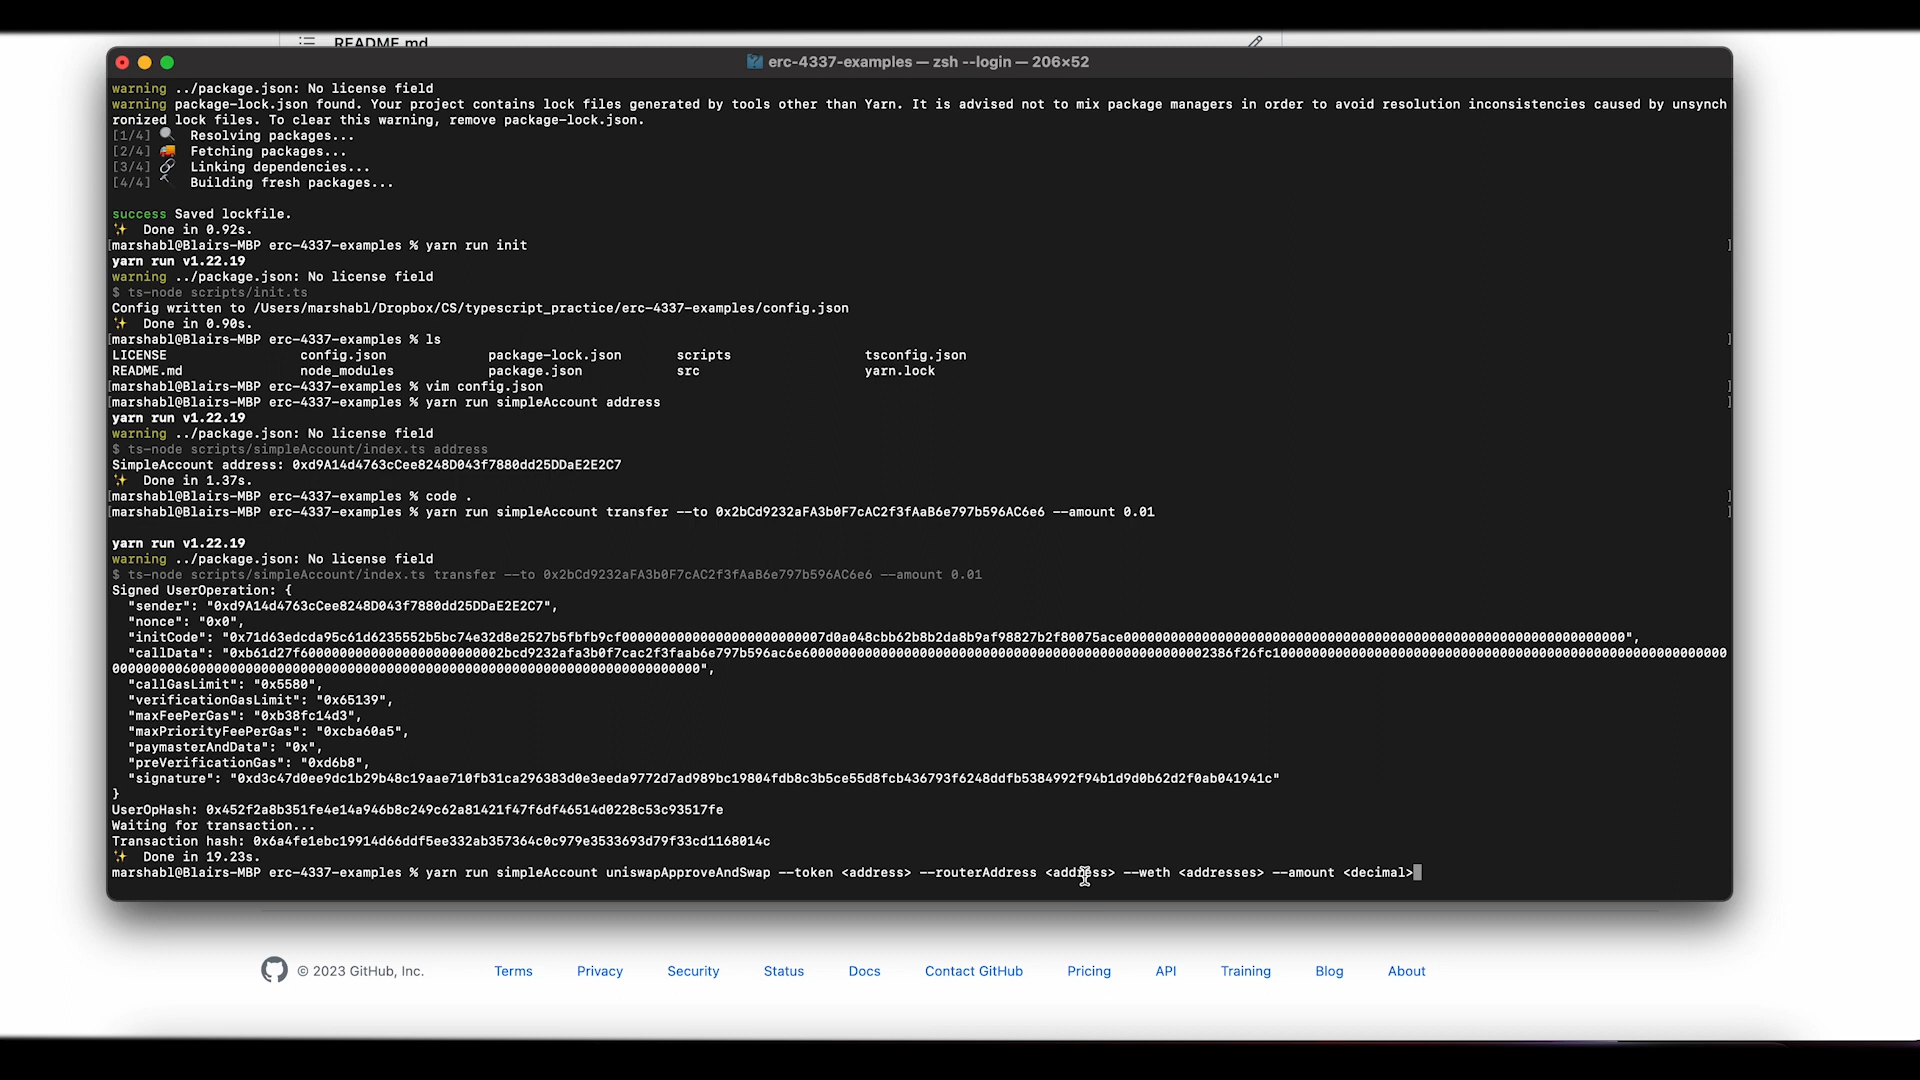 README.md
erc-4337-examples — zsh --login — 206×52
warning ../package.json: No license field
warning package-lock.json found. Your project contains lock files generated by tools other than Yarn. It is advised not to mix package managers in order to avoid resolution inconsistencies caused by unsynch
ronized lock files. To clear this warning, remove package-lock.json.
[1/4] 🔍 Resolving packages...
[2/4] 🚚 Fetching packages...
[3/4] 🔗 Linking dependencies...
[4/4] 🔨 Building fresh packages...
success Saved lockfile.
✨ Done in 0.92s.
[marshabl@Blairs-MBP erc-4337-examples % yarn run init ]
yarn run v1.22.19
warning ../package.json: No license field
$ ts-node scripts/init.ts
Config written to /Users/marshabl/Dropbox/CS/typescript_practice/erc-4337-examples/config.json
✨ Done in 0.90s.
[marshabl@Blairs-MBP erc-4337-examples % ls ]
LICENSE config.json package-lock.json scripts tsconfig.json
README.md node_modules package.json src yarn.lock
[marshabl@Blairs-MBP erc-4337-examples % vim config.json ]
[marshabl@Blairs-MBP erc-4337-examples % yarn run simpleAccount address ]
yarn run v1.22.19
warning ../package.json: No license field
$ ts-node scripts/simpleAccount/index.ts address
SimpleAccount address: 0xd9A14d4763cCee8248D043f7880dd25DDaE2E2C7
✨ Done in 1.37s.
[marshabl@Blairs-MBP erc-4337-examples % code . ]
[marshabl@Blairs-MBP erc-4337-examples % yarn run simpleAccount transfer --to 0x2bCd9232aFA3b0F7cAC2f3fAaB6e797b596AC6e6 --amount 0.01 ]
yarn run v1.22.19
warning ../package.json: No license field
$ ts-node scripts/simpleAccount/index.ts transfer --to 0x2bCd9232aFA3b0F7cAC2f3fAaB6e797b596AC6e6 --amount 0.01
Signed UserOperation: {
"sender": "0xd9A14d4763cCee8248D043f7880dd25DDaE2E2C7",
"nonce": "0x0",
"initCode":
"callData":
"callGasLimit": "0x5580",
"verificationGasLimit": "0x65139",
"maxFeePerGas": "0xb38fc14d3",
"maxPriorityFeePerGas": "0xcba60a5",
"paymasterAndData": "0x",
"preVerificationGas": "0xd6b8",
"signature": "0xd3c47d0ee9dc1b29b48c19aae710fb31ca296383d0e3eeda9772d7ad989bc19804fdb8c3b5ce55d8fcb436793f6248ddfb5384992f94b1d9d0b62d2f0ab041941c"
}
UserOpHash: 0x452f2a8b351fe4e14a946b8c249c62a81421f47f6df46514d0228c53c93517fe
Waiting for transaction...
Transaction hash: 0x6a4fe1ebc19914d66ddf5ee332ab357364c0c979e3533693d79f33cd1168014c
✨ Done in 19.23s.
marshabl@Blairs-MBP erc-4337-examples % yarn run simpleAccount uniswapApproveAndSwap --token <address> --routerAddress <address> --weth <addresses> --amount <decimal>
© 2023 GitHub, Inc. Terms Privacy Security Status Docs Contact GitHub Pricing API Training Blog About